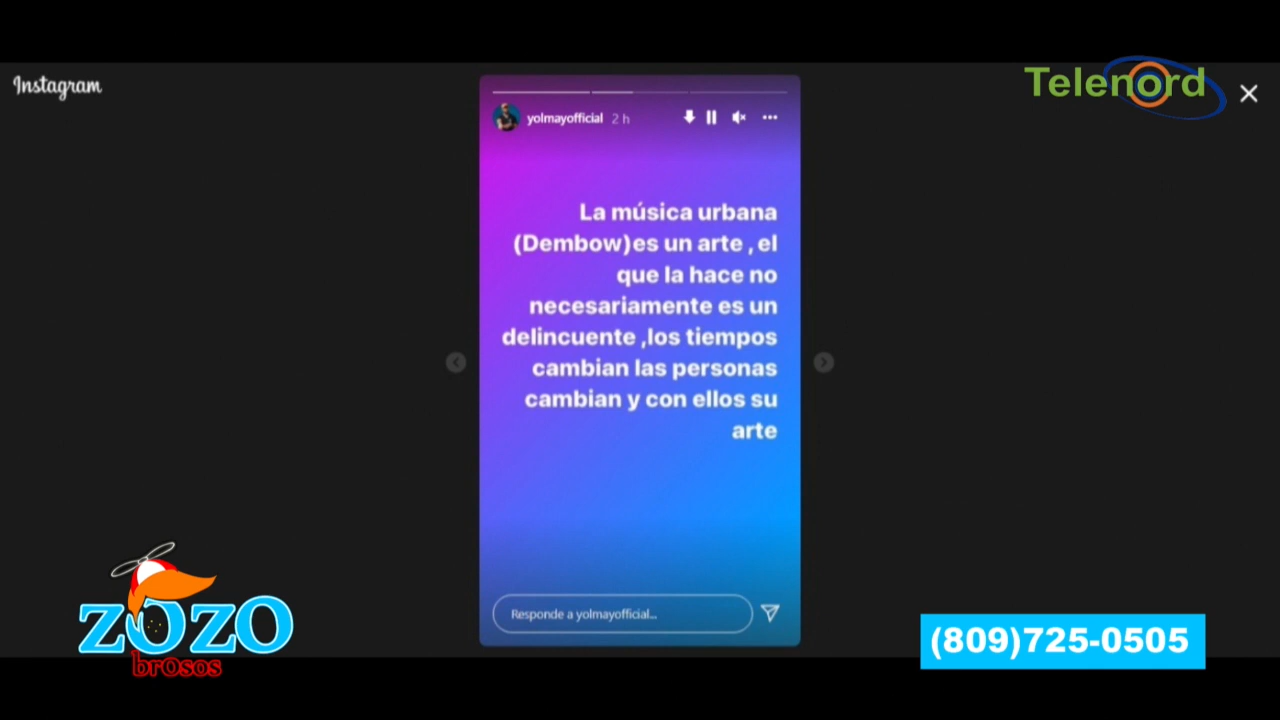 Instagram
Telenord
yolmayofficial 2 h
La música urbana
(Dembow)es un arte , el
que la hace no
necesariamente es un
delincuente ,los tiempos
cambian las personas
cambian y con ellos su
arte
Responde a yolmayofficial...
ZOZO
brOsos
(809)725-0505